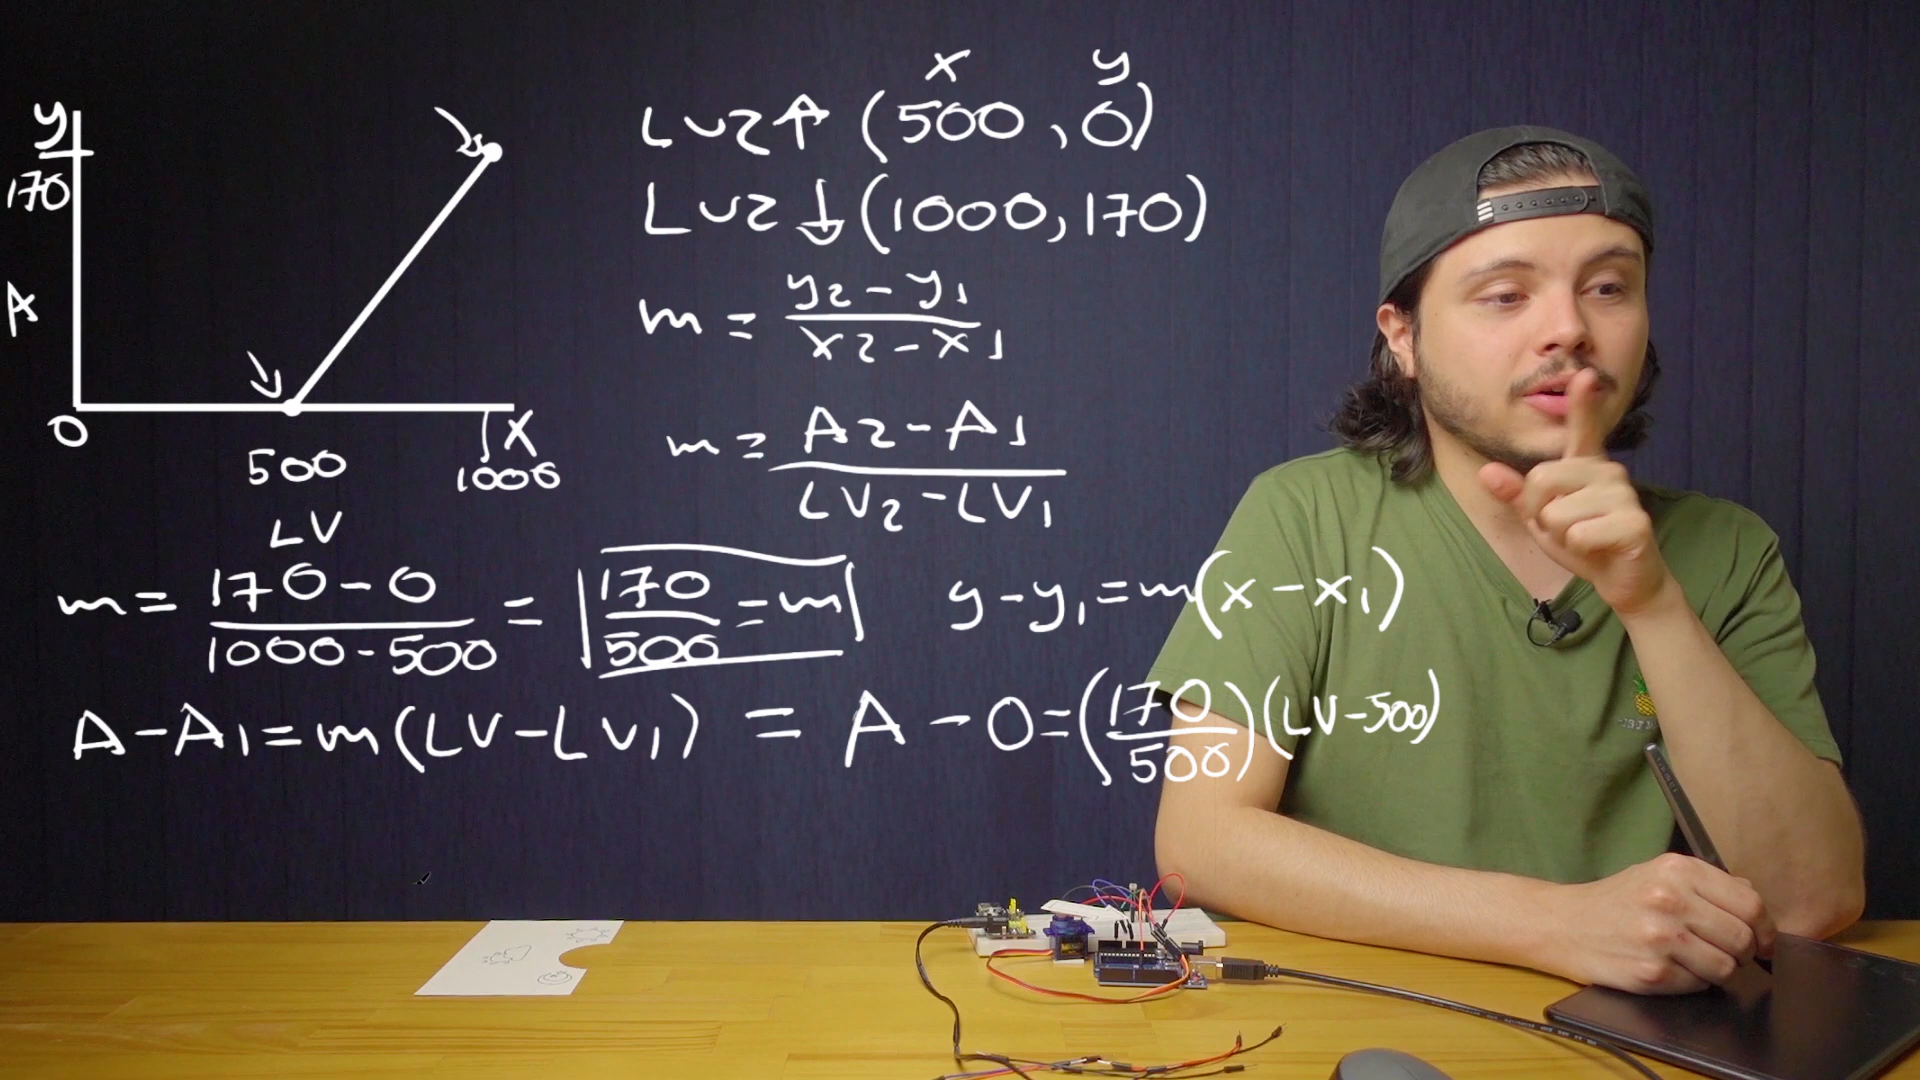 y
170
A
0
500
1000
X
LV
x y
LUZ↑ (500, 0)
LUZ↓ (1000, 170)
m = y2 - y1 / x2 - x1
m = A2 - A1 / LV2 - LV1
m = 170 - 0 / 1000 - 500 = 170 / 500 = m
y - y1 = m(x - x1)
A - A1 = m(LV - LV1) = A - 0 = (170 / 500)(LV - 500)